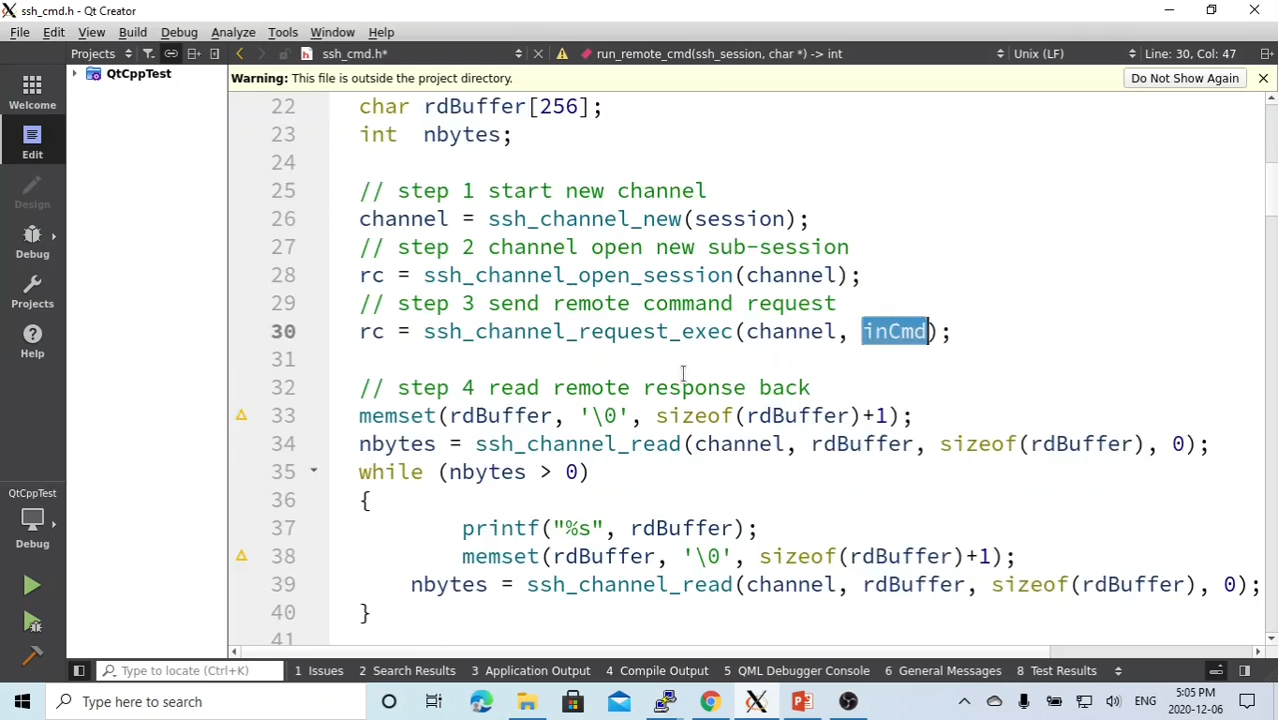 ssh_cmd.h* - Qt Creator
File Edit View Build Debug Analyze Tools Window Help
Projects ssh_cmd.h* run_remote_cmd(ssh_session, char *) -> int Unix (LF) Line: 30, Col: 47
QtCppTest
Warning: This file is outside the project directory. Do Not Show Again
Welcome
Edit
Design
Debug
Projects
Help
QtCppTest
Debug
22 char rdBuffer[256];
23 int nbytes;
24
25 // step 1 start new channel
26 channel = ssh_channel_new(session);
27 // step 2 channel open new sub-session
28 rc = ssh_channel_open_session(channel);
29 // step 3 send remote command request
30 rc = ssh_channel_request_exec(channel, inCmd);
31
32 // step 4 read remote response back
33 memset(rdBuffer, '\0', sizeof(rdBuffer)+1);
34 nbytes = ssh_channel_read(channel, rdBuffer, sizeof(rdBuffer), 0);
35 while (nbytes > 0)
36 {
37 printf("%s", rdBuffer);
38 memset(rdBuffer, '\0', sizeof(rdBuffer)+1);
39 nbytes = ssh_channel_read(channel, rdBuffer, sizeof(rdBuffer), 0);
40 }
41
Type to locate (Ctrl+K) 1 Issues 2 Search Results 3 Application Output 4 Compile Output 5 QML Debugger Console 6 General Messages 8 Test Results
Type here to search ENG 5:05 PM
2020-12-06